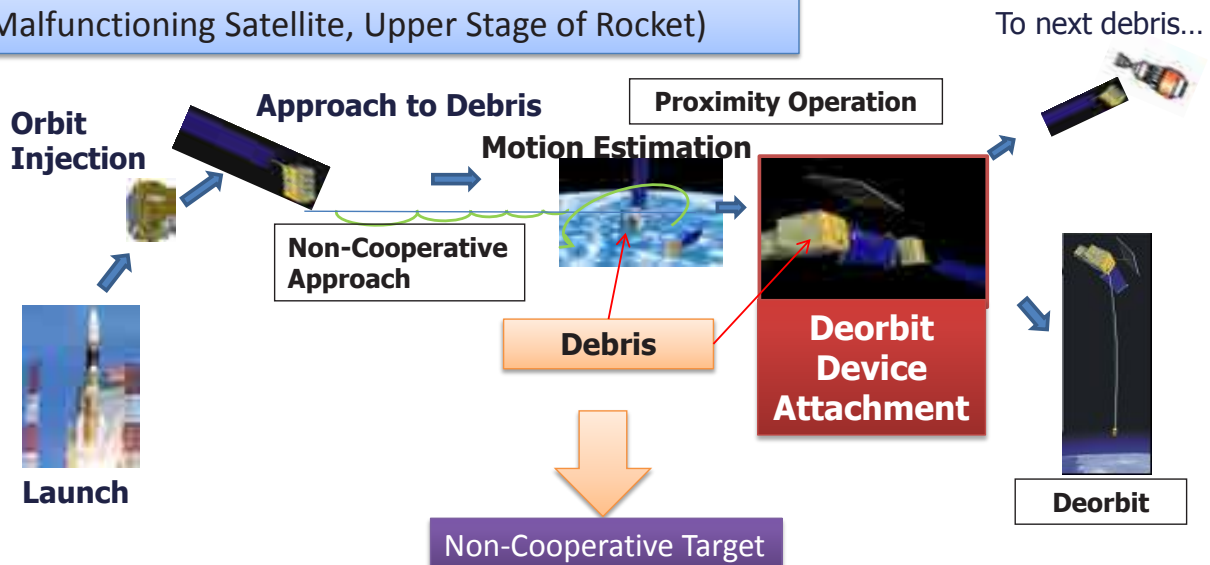 Malfunctioning Satellite, Upper Stage of Rocket)
To next debris...
Orbit
Injection
Approach to Debris
Proximity Operation
Motion Estimation
Non-Cooperative
Approach
Debris
Deorbit
Device
Attachment
Launch
Deorbit
Non-Cooperative Target